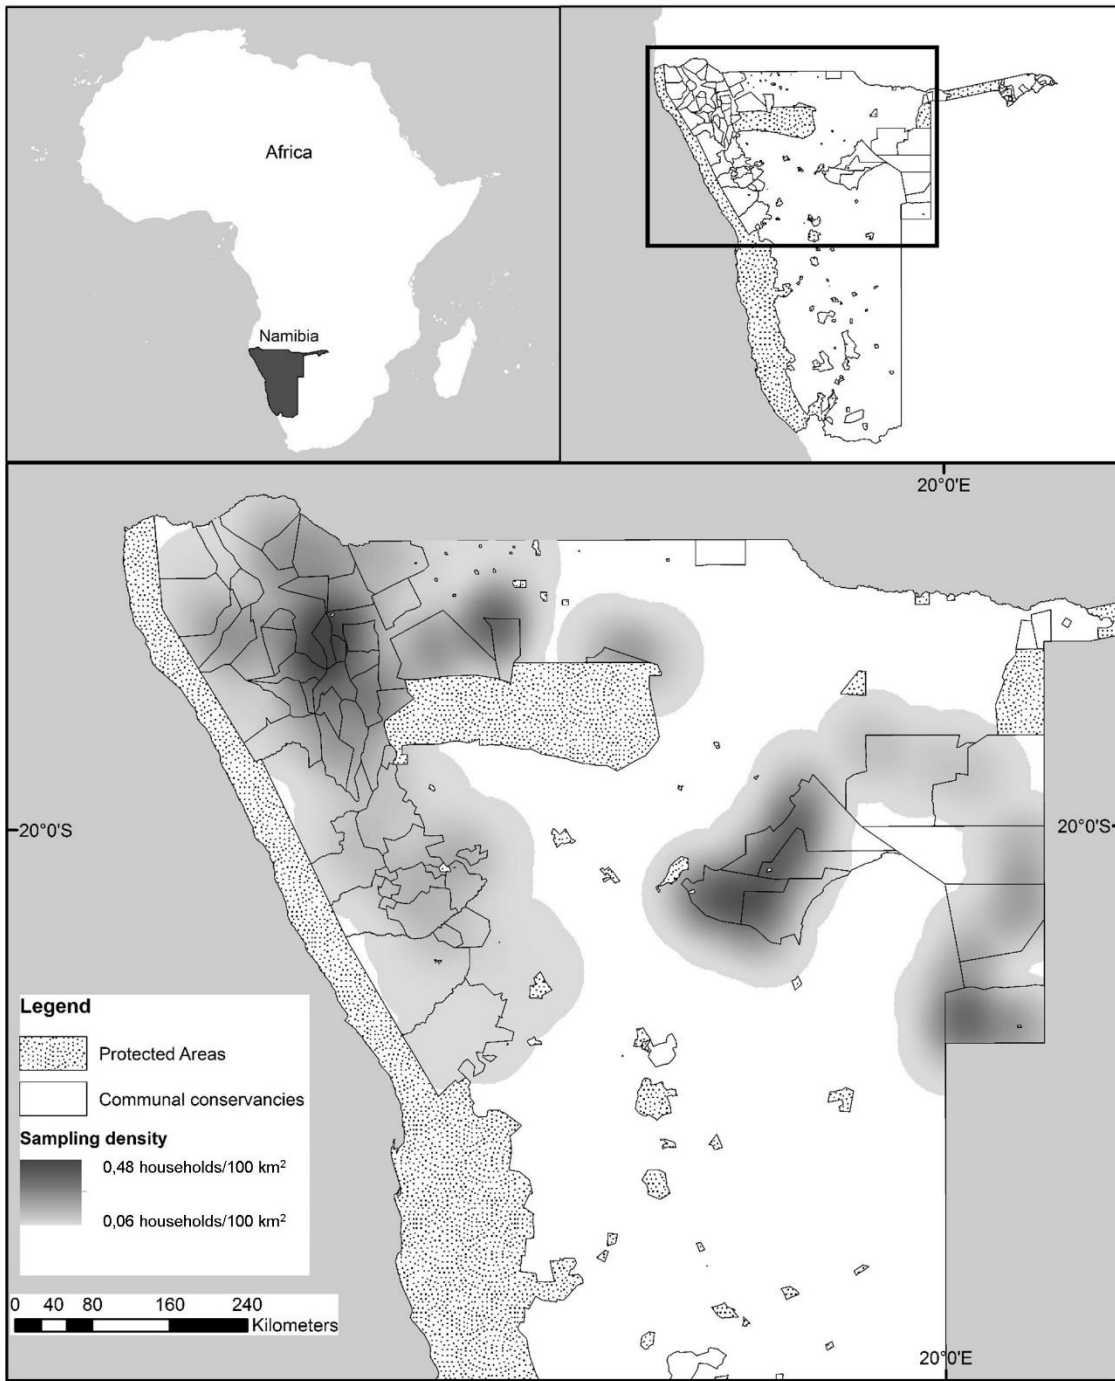 Africa
Namibia
20°0'E
20°0'S
20°0'S
Legend
Protected Areas
Communal conservancies
Sampling density
0,48 households/100 km²
0,06 households/100 km²
0 40 80 160 240
Kilometers
20°0'E